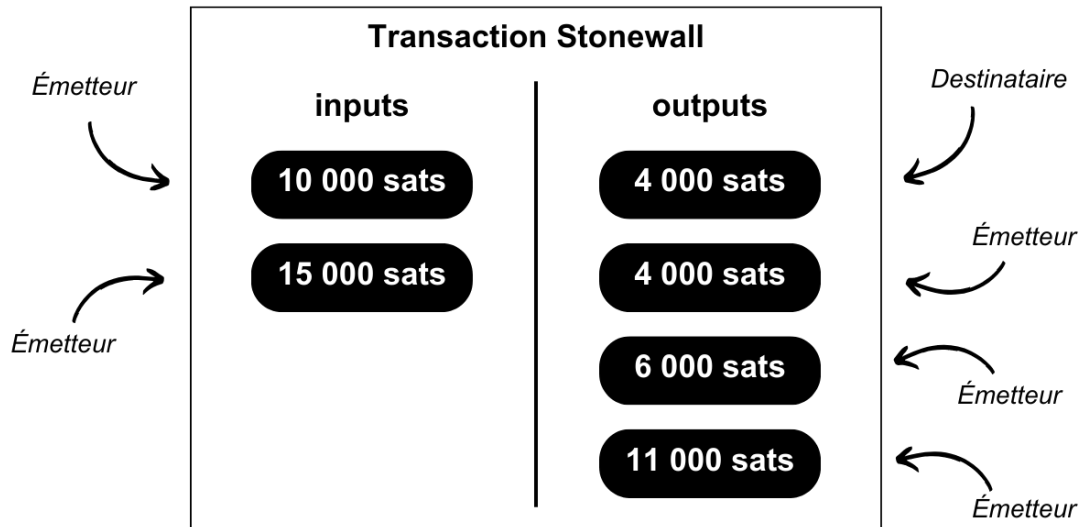 Transaction Stonewall
Émetteur
Destinataire
inputs
outputs
10 000 sats
4 000 sats
Émetteur
15 000 sats
4 000 sats
Émetteur
6 000 sats
Émetteur
11 000 sats
Émetteur